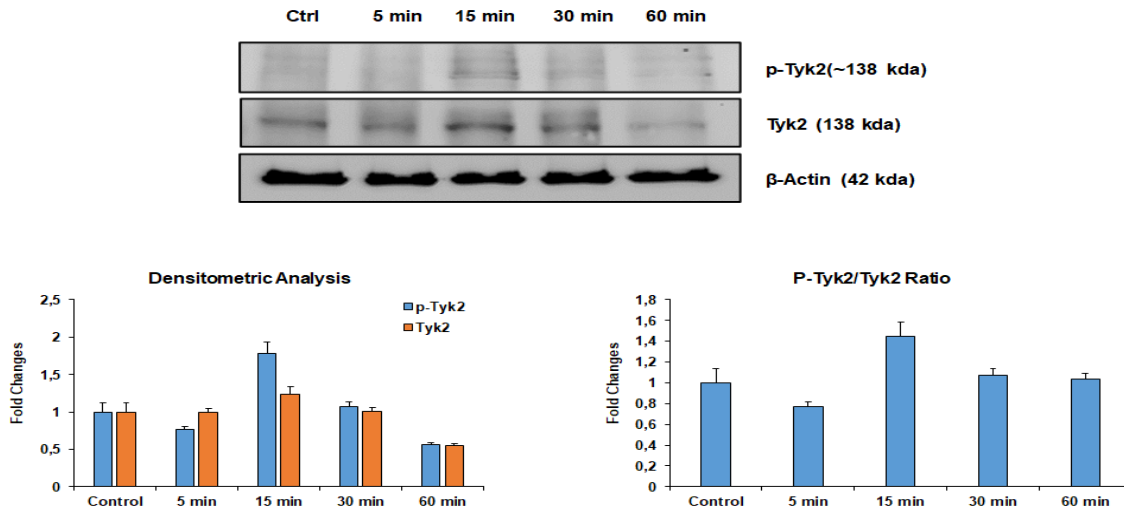 Ctrl 5 min 15 min 30 min 60 min
p-Tyk2(~138 kda)
Tyk2 (138 kda)
β-Actin (42 kda)
Densitometric Analysis
2,5
2
1,5
1
0,5
0
Fold Changes
p-Tyk2
Tyk2
Control 5 min 15 min 30 min 60 min
P-Tyk2/Tyk2 Ratio
1,8
1,6
1,4
1,2
1
0,8
0,6
0,4
0,2
0
Fold Changes
Control 5 min 15 min 30 min 60 min